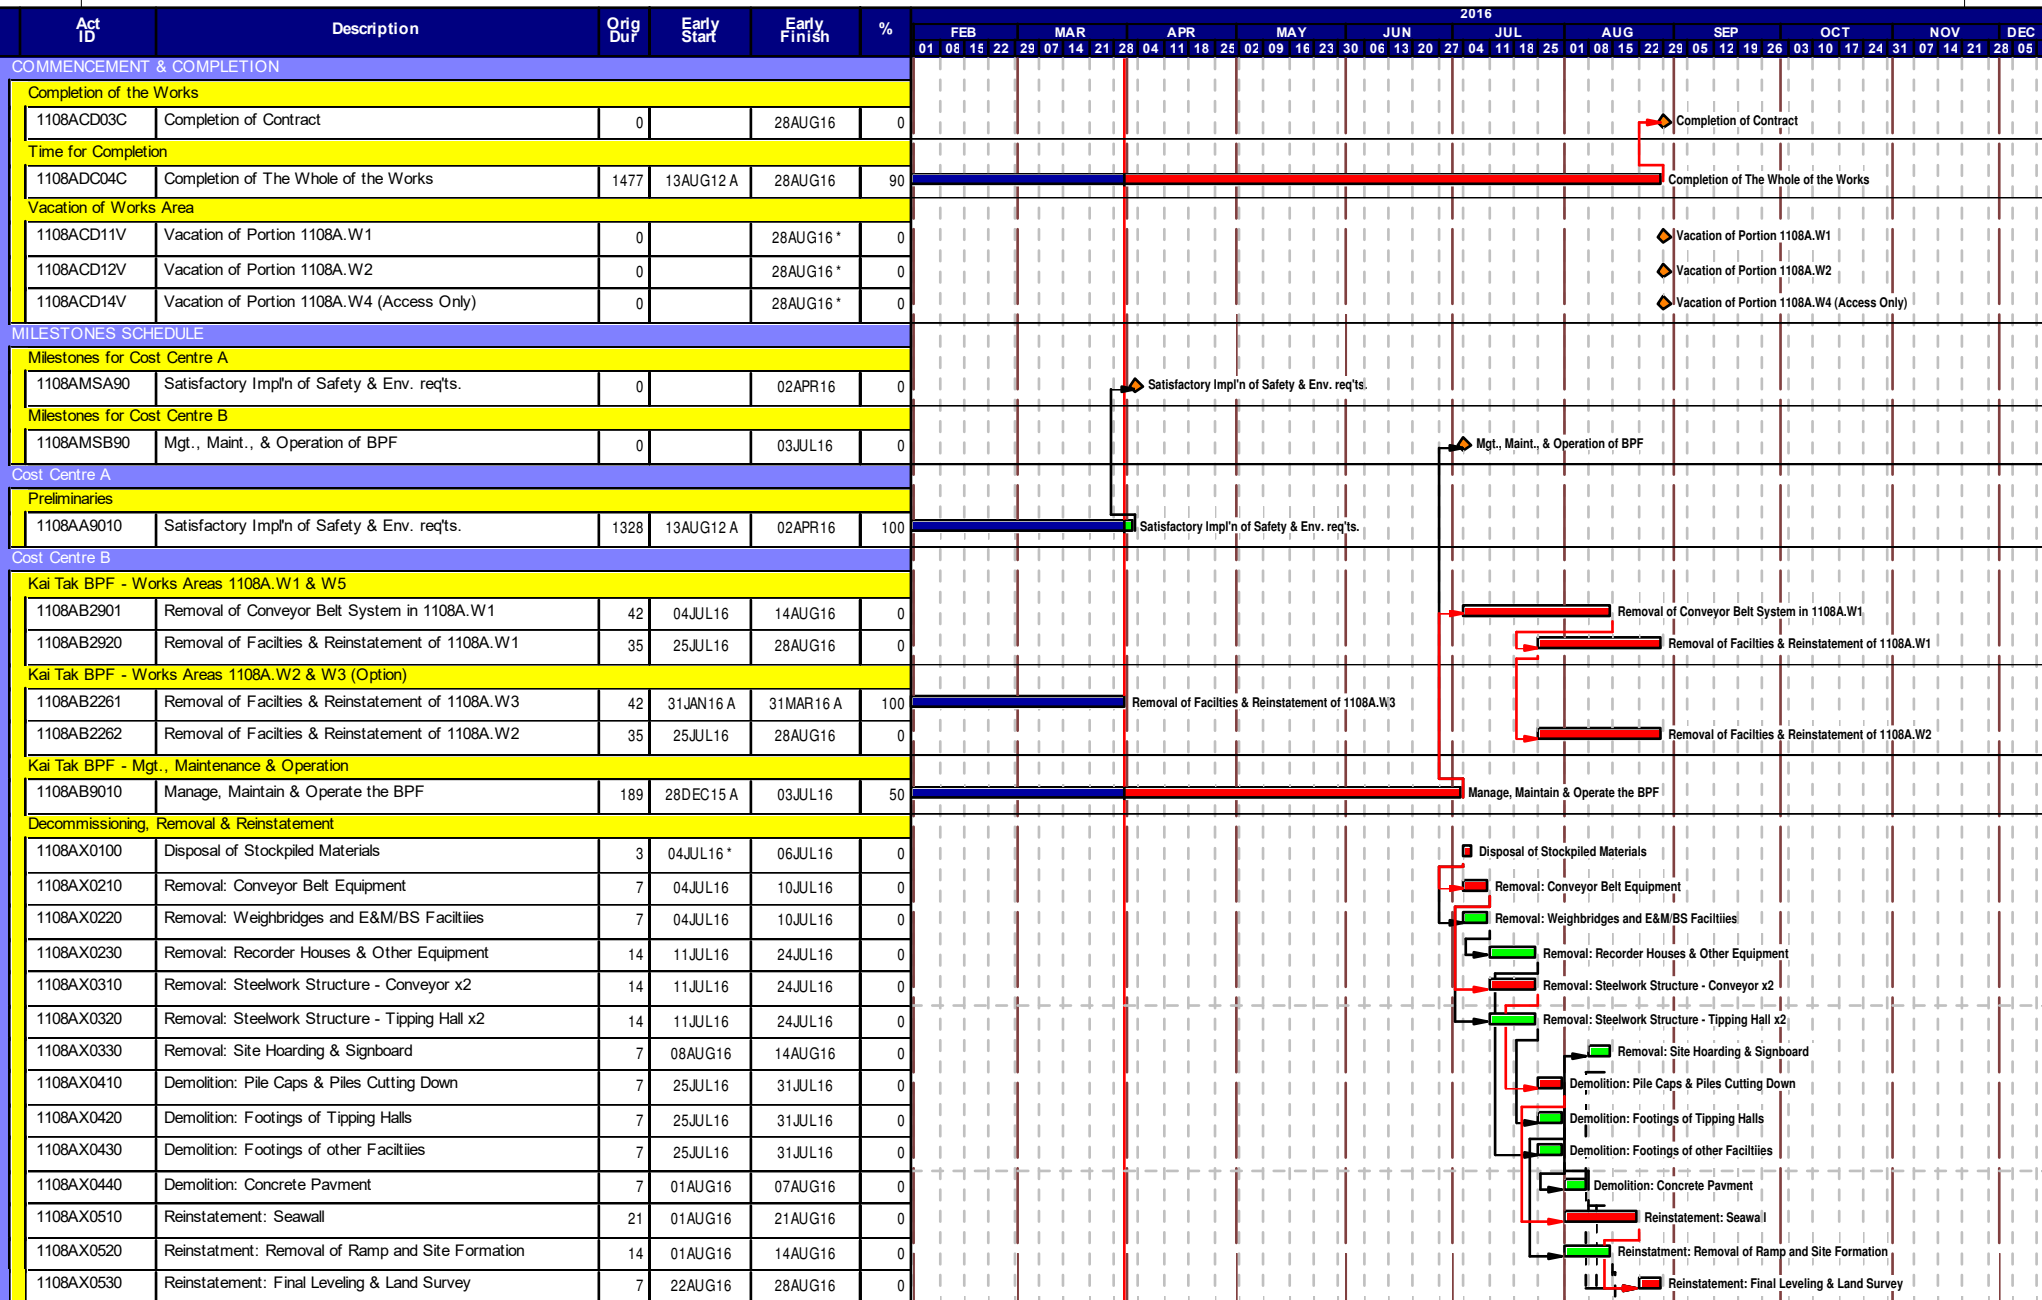 2016
Act ID Description Orig Dur Early Start Early Finish %
FEB MAR APR MAY JUN JUL AUG SEP OCT NOV DEC
01 08 15 22 29 07 14 21 28 04 11 18 25 02 09 16 23 30 06 13 20 27 04 11 18 25 01 08 15 22 29 05 12 19 26 03 10 17 24 31 07 14 21 28 05
COMMENCEMENT & COMPLETION
Completion of the Works
1108ACD03C Completion of Contract 0 28AUG16 0 Completion of Contract
Time for Completion
1108ADC04C Completion of The Whole of the Works 1477 13AUG12 A 28AUG16 90 Completion of The Whole of the Works
Vacation of Works Area
1108ACD11V Vacation of Portion 1108A.W1 0 28AUG16 * 0 Vacation of Portion 1108A.W1
1108ACD12V Vacation of Portion 1108A.W2 0 28AUG16 * 0 Vacation of Portion 1108A.W2
1108ACD14V Vacation of Portion 1108A.W4 (Access Only) 0 28AUG16 * 0 Vacation of Portion 1108A.W4 (Access Only)
MILESTONES SCHEDULE
Milestones for Cost Centre A
1108AMSA90 Satisfactory Impl'n of Safety & Env. req'ts. 0 02APR16 0 Satisfactory Impl'n of Safety & Env. req'ts.
Milestones for Cost Centre B
1108AMSB90 Mgt., Maint., & Operation of BPF 0 03JUL16 0 Mgt., Maint., & Operation of BPF
Cost Centre A
Preliminaries
1108AA9010 Satisfactory Impl'n of Safety & Env. req'ts. 1328 13AUG12 A 02APR16 100 Satisfactory Impl'n of Safety & Env. req'ts.
Cost Centre B
Kai Tak BPF - Works Areas 1108A.W1 & W5
1108AB2901 Removal of Conveyor Belt System in 1108A.W1 42 04JUL16 14AUG16 0 Removal of Conveyor Belt System in 1108A.W1
1108AB2920 Removal of Facilties & Reinstatement of 1108A.W1 35 25JUL16 28AUG16 0 Removal of Facilties & Reinstatement of 1108A.W1
Kai Tak BPF - Works Areas 1108A.W2 & W3 (Option)
1108AB2261 Removal of Facilties & Reinstatement of 1108A.W3 42 31JAN16 A 31MAR16 A 100 Removal of Facilties & Reinstatement of 1108A.W3
1108AB2262 Removal of Facilties & Reinstatement of 1108A.W2 35 25JUL16 28AUG16 0 Removal of Facilties & Reinstatement of 1108A.W2
Kai Tak BPF - Mgt., Maintenance & Operation
1108AB9010 Manage, Maintain & Operate the BPF 189 28DEC15 A 03JUL16 50 Manage, Maintain & Operate the BPF
Decommissioning, Removal & Reinstatement
1108AX0100 Disposal of Stockpiled Materials 3 04JUL16 * 06JUL16 0 Disposal of Stockpiled Materials
1108AX0210 Removal: Conveyor Belt Equipment 7 04JUL16 10JUL16 0 Removal: Conveyor Belt Equipment
1108AX0220 Removal: Weighbridges and E&M/BS Faciltiies 7 04JUL16 10JUL16 0 Removal: Weighbridges and E&M/BS Faciltiies
1108AX0230 Removal: Recorder Houses & Other Equipment 14 11JUL16 24JUL16 0 Removal: Recorder Houses & Other Equipment
1108AX0310 Removal: Steelwork Structure - Conveyor x2 14 11JUL16 24JUL16 0 Removal: Steelwork Structure - Conveyor x2
1108AX0320 Removal: Steelwork Structure - Tipping Hall x2 14 11JUL16 24JUL16 0 Removal: Steelwork Structure - Tipping Hall x2
1108AX0330 Removal: Site Hoarding & Signboard 7 08AUG16 14AUG16 0 Removal: Site Hoarding & Signboard
1108AX0410 Demolition: Pile Caps & Piles Cutting Down 7 25JUL16 31JUL16 0 Demolition: Pile Caps & Piles Cutting Down
1108AX0420 Demolition: Footings of Tipping Halls 7 25JUL16 31JUL16 0 Demolition: Footings of Tipping Halls
1108AX0430 Demolition: Footings of other Faciltiies 7 25JUL16 31JUL16 0 Demolition: Footings of other Faciltiies
1108AX0440 Demolition: Concrete Pavment 7 01AUG16 07AUG16 0 Demolition: Concrete Pavment
1108AX0510 Reinstatement: Seawall 21 01AUG16 21AUG16 0 Reinstatement: Seawall
1108AX0520 Reinstatment: Removal of Ramp and Site Formation 14 01AUG16 14AUG16 0 Reinstatment: Removal of Ramp and Site Formation
1108AX0530 Reinstatement: Final Leveling & Land Survey 7 22AUG16 28AUG16 0 Reinstatement: Final Leveling & Land Survey